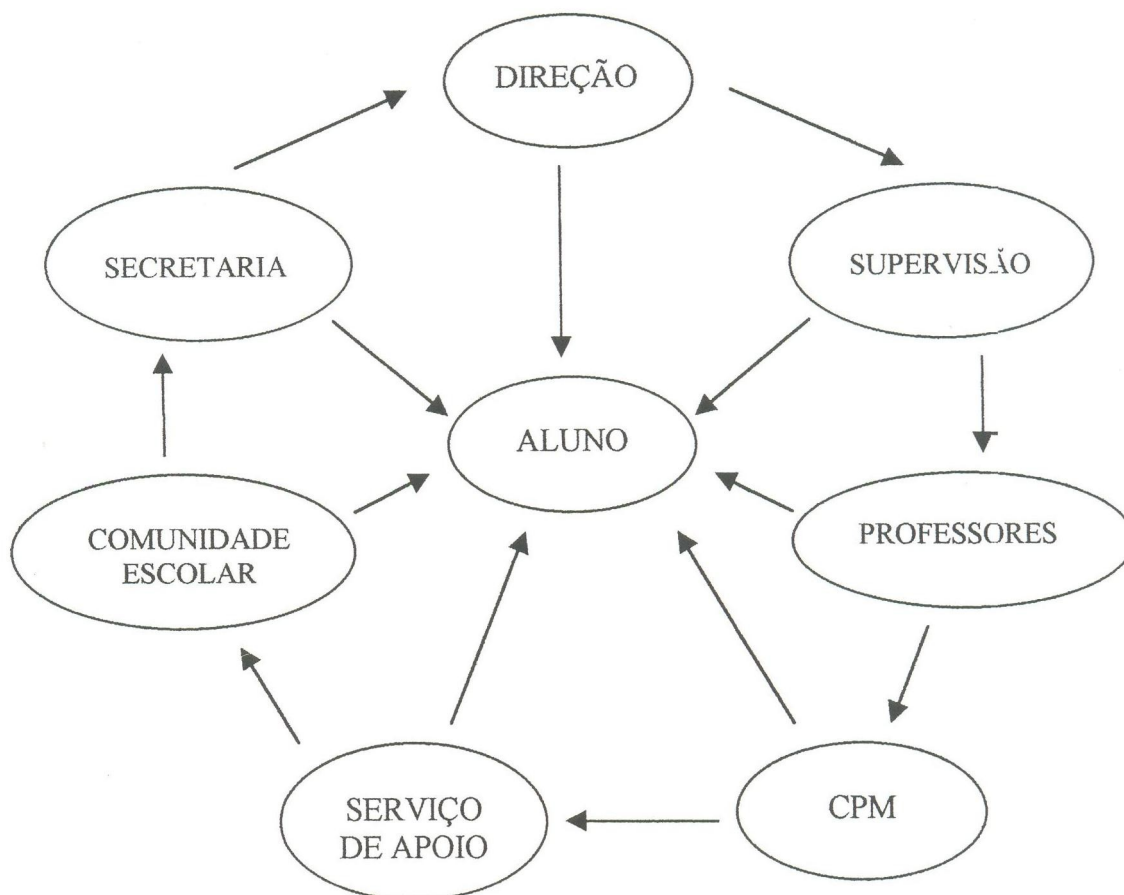 DIREÇÃO
SECRETARIA
SUPERVISÃO
ALUNO
COMUNIDADE
ESCOLAR
PROFESSORES
SERVIÇO
DE APOIO
CPM